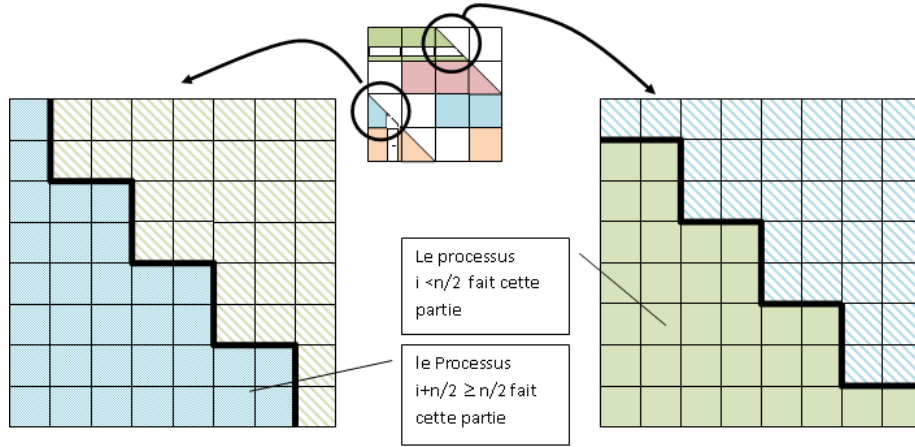 Le processus
i <n/2 fait cette
partie
le Processus
i+n/2 ≥ n/2 fait
cette partie